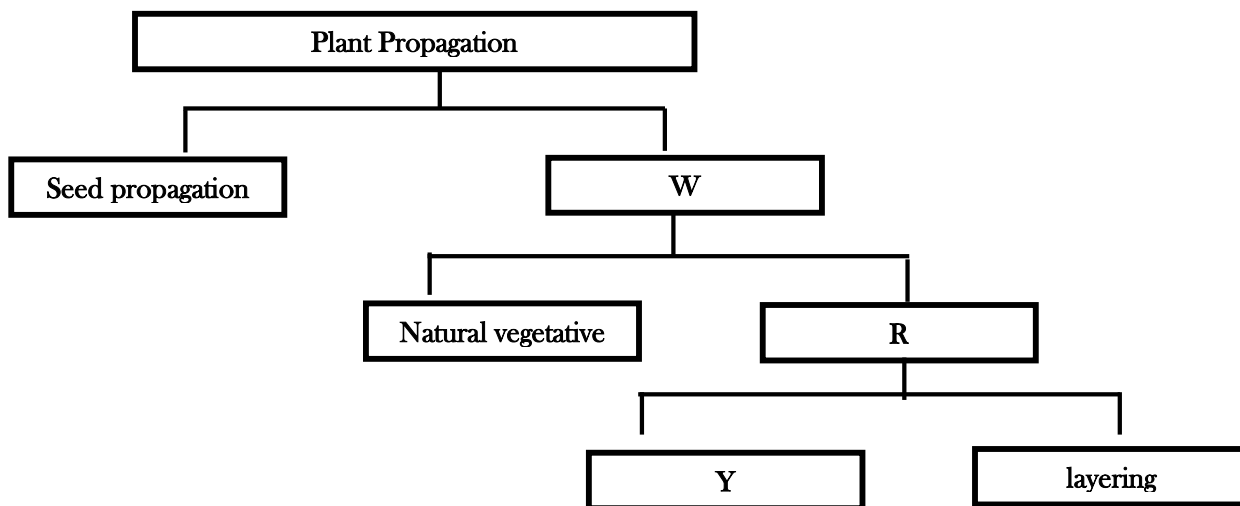 Plant Propagation
Seed propagation
W
Natural vegetative
R
Y
layering